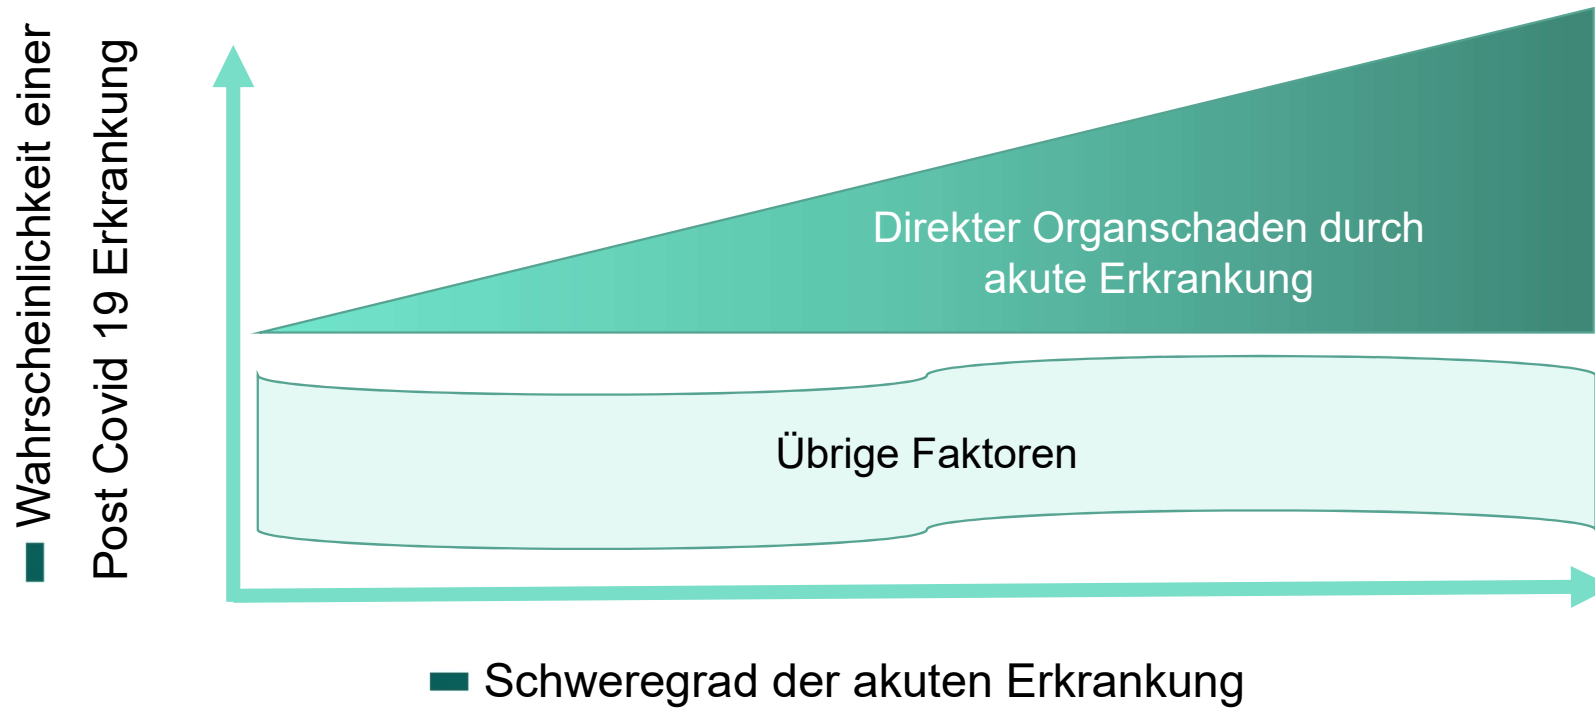 Wahrscheinlichkeit einer
Post Covid 19 Erkrankung
Direkter Organschaden durch
akute Erkrankung
Übrige Faktoren
Schweregrad der akuten Erkrankung